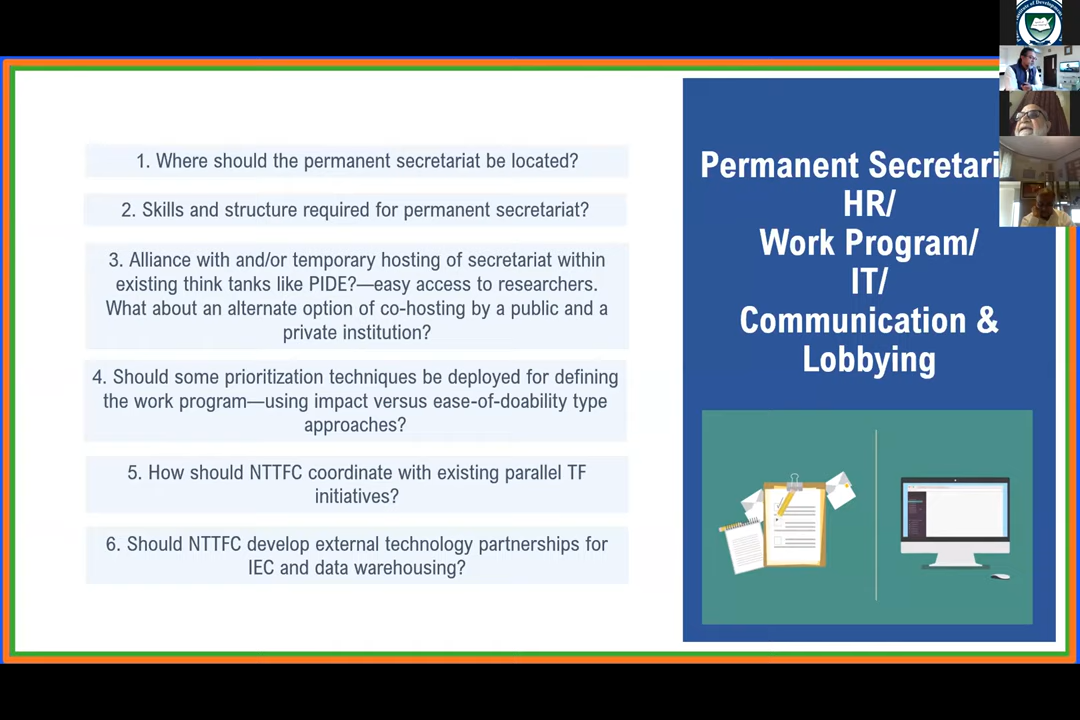 1. Where should the permanent secretariat be located?
2. Skills and structure required for permanent secretariat?
3. Alliance with and/or temporary hosting of secretariat within
existing think tanks like PIDE?—easy access to researchers.
What about an alternate option of co-hosting by a public and a
private institution?
4. Should some prioritization techniques be deployed for defining
the work program—using impact versus ease-of-doability type
approaches?
5. How should NTTFC coordinate with existing parallel TF
initiatives?
6. Should NTTFC develop external technology partnerships for
IEC and data warehousing?
Permanent Secretari
HR/
Work Program/
IT/
Communication &
Lobbying